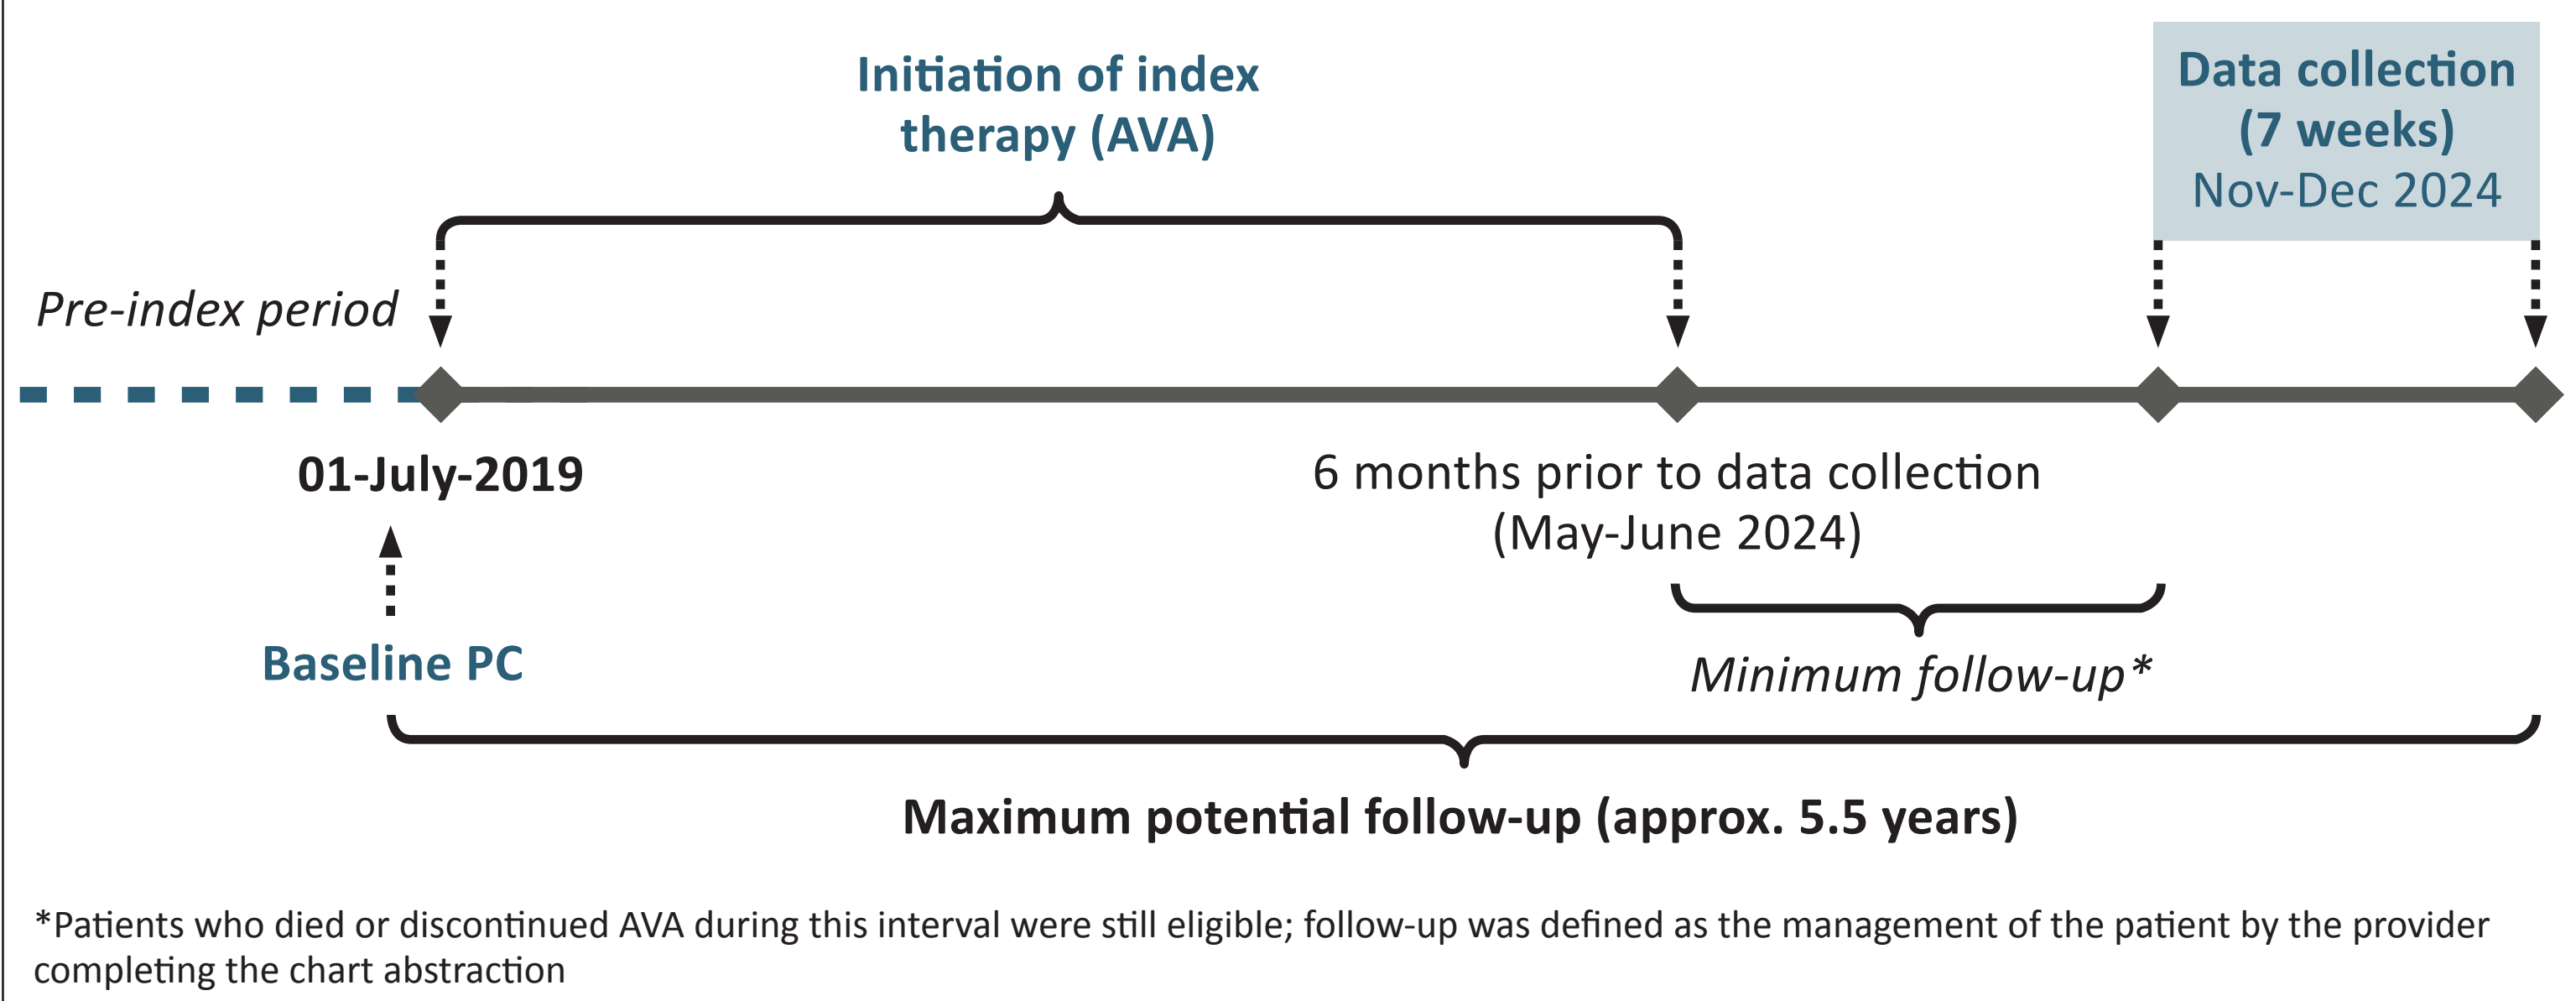 Initiation of index
therapy (AVA)
Data collection
(7 weeks)
Nov-Dec 2024
Pre-index period
01-July-2019
6 months prior to data collection
(May-June 2024)
Baseline PC
Minimum follow-up*
Maximum potential follow-up (approx. 5.5 years)
*Patients who died or discontinued AVA during this interval were still eligible; follow-up was defined as the management of the patient by the provider
completing the chart abstraction